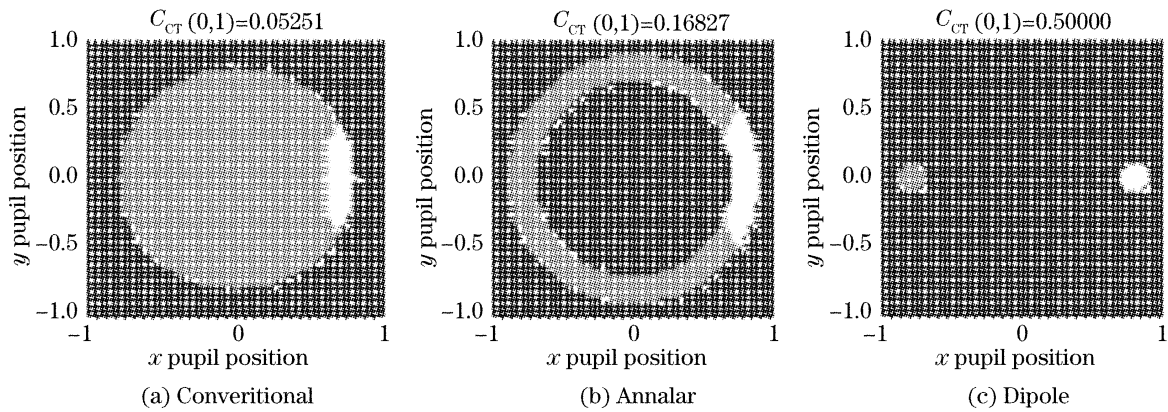 C_CT (0,1)=0.05251
1.0
0.5
0.0
−0.5
−1.0
y pupil position
−1
0
1
x pupil position
(a) Converitional
C_CT (0,1)=0.16827
1.0
0.5
0.0
−0.5
−1.0
y pupil position
−1
0
1
x pupil position
(b) Annalar
C_CT (0,1)=0.50000
1.0
0.5
0.0
−0.5
−1.0
y pupil position
−1
0
1
x pupil position
(c) Dipole